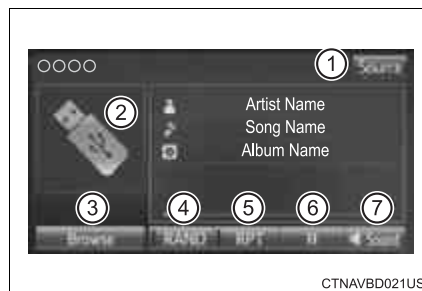 ○○○○
1
Source
2
Artist Name
Song Name
Album Name
3
4
5
6
7
Browse
RAND
RPT
Sound
CTNAVBD021US